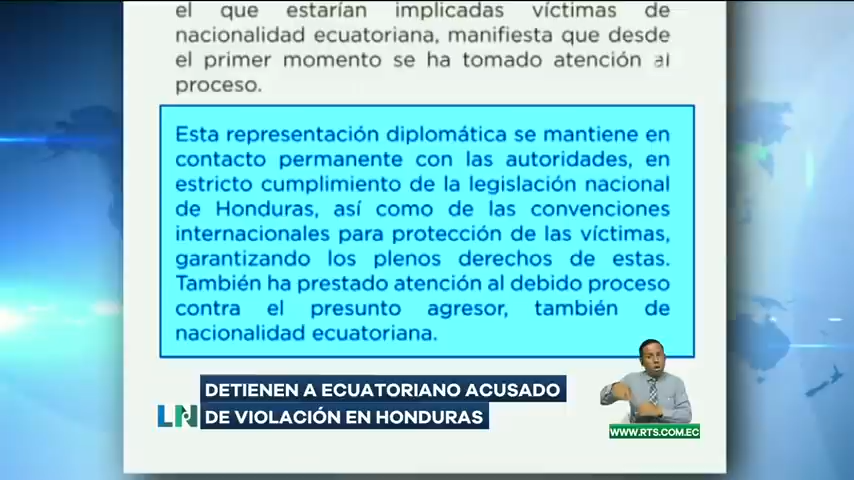 el que estarían implicadas víctimas de
nacionalidad ecuatoriana, manifiesta que desde
el primer momento se ha tomado atención al
proceso.
Esta representación diplomática se mantiene en
contacto permanente con las autoridades, en
estricto cumplimiento de la legislación nacional
de Honduras, así como de las convenciones
internacionales para protección de las víctimas,
garantizando los plenos derechos de estas.
También ha prestado atención al debido proceso
contra el presunto agresor, también de
nacionalidad ecuatoriana.
DETIENEN A ECUATORIANO ACUSADO
LN DE VIOLACIÓN EN HONDURAS
WWW.RTS.COM.EC